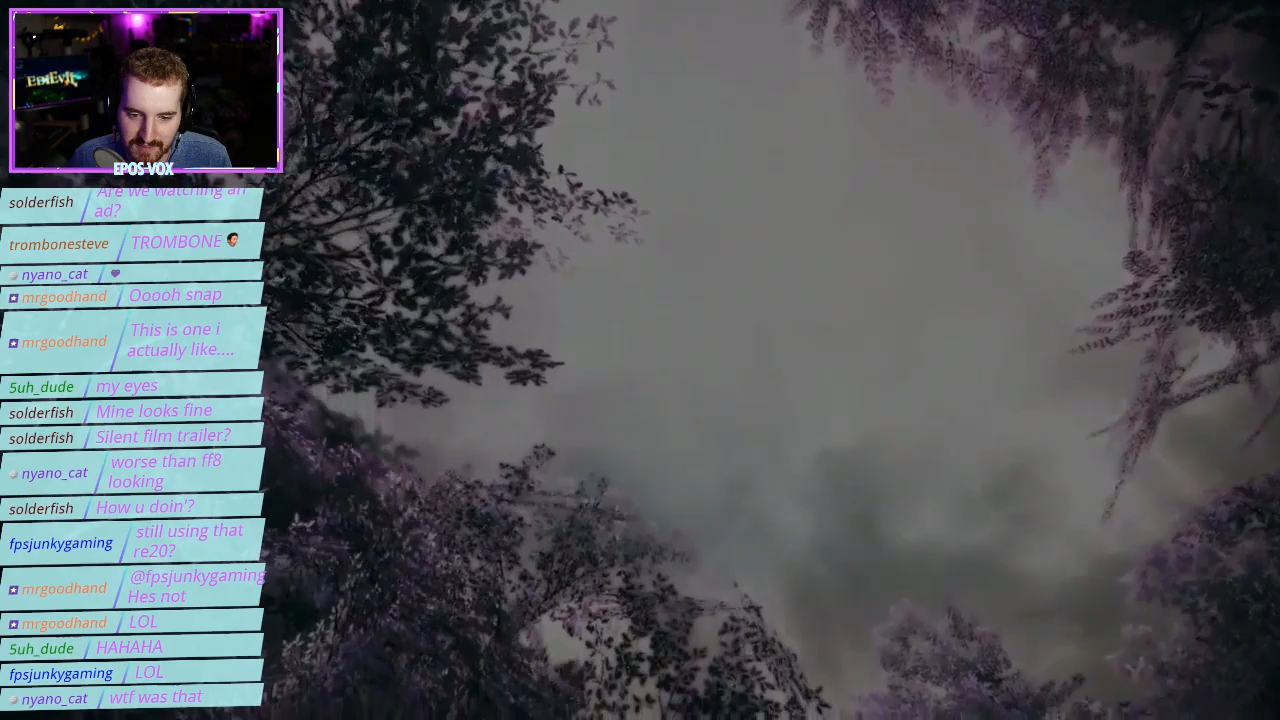 EPOS VOX
solderfish
Are we watching an
ad?
trombonesteve
TROMBONE
nyano_cat
mrgoodhand
Ooooh snap
mrgoodhand
This is one i
actually like....
5uh_dude
my eyes
solderfish
Mine looks fine
solderfish
Silent film trailer?
nyano_cat
worse than ff8
looking
solderfish
How u doin'?
fpsjunkygaming
still using that
re20?
mrgoodhand
@fpsjunkygaming
Hes not
mrgoodhand
LOL
5uh_dude
HAHAHA
fpsjunkygaming
LOL
nyano_cat
wtf was that